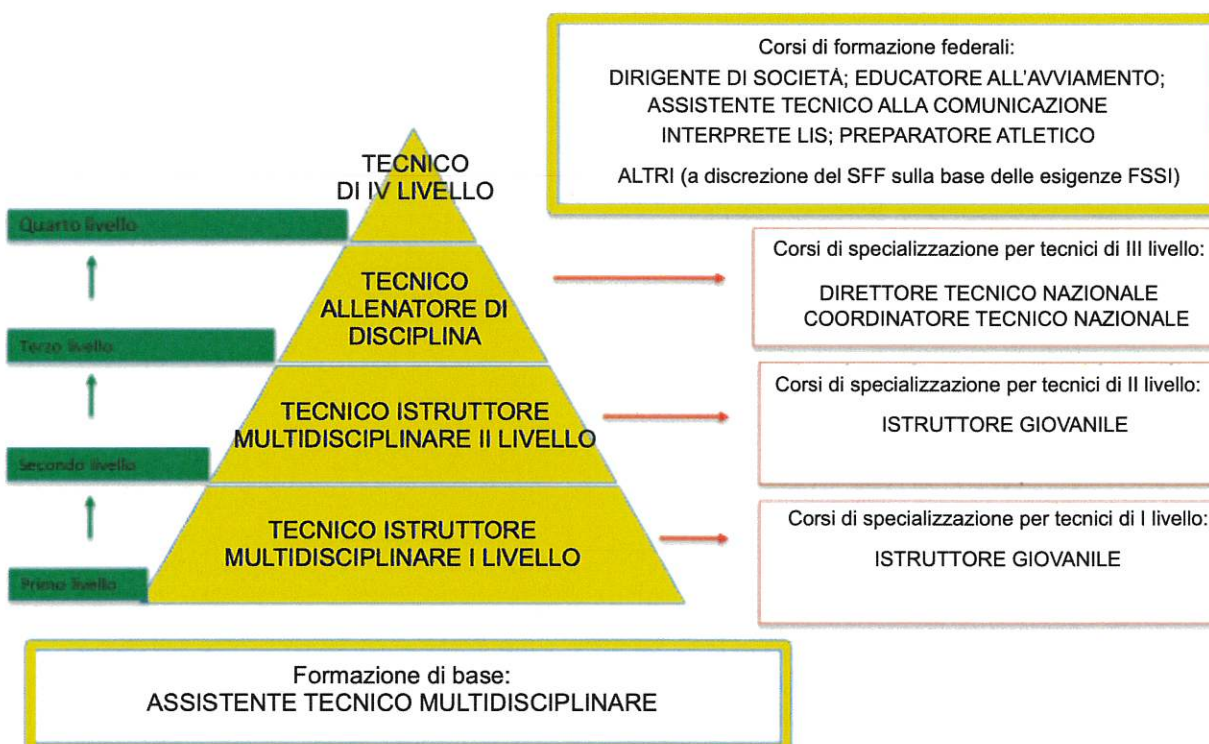 Corsi di formazione federali:
DIRIGENTE DI SOCIETÀ; EDUCATORE ALL'AVVIAMENTO;
ASSISTENTE TECNICO ALLA COMUNICAZIONE
INTERPRETE LIS; PREPARATORE ATLETICO
ALTRI (a discrezione del SFF sulla base delle esigenze FSSI)
TECNICO
DI IV LIVELLO
Quarto livello
Corsi di specializzazione per tecnici di III livello:
DIRETTORE TECNICO NAZIONALE
COORDINATORE TECNICO NAZIONALE
TECNICO
ALLENATORE DI
DISCIPLINA
Terzo livello
Corsi di specializzazione per tecnici di II livello:
ISTRUTTORE GIOVANILE
TECNICO ISTRUTTORE
MULTIDISCIPLINARE II LIVELLO
Secondo livello
Corsi di specializzazione per tecnici di I livello:
ISTRUTTORE GIOVANILE
TECNICO ISTRUTTORE
MULTIDISCIPLINARE I LIVELLO
Primo livello
Formazione di base:
ASSISTENTE TECNICO MULTIDISCIPLINARE